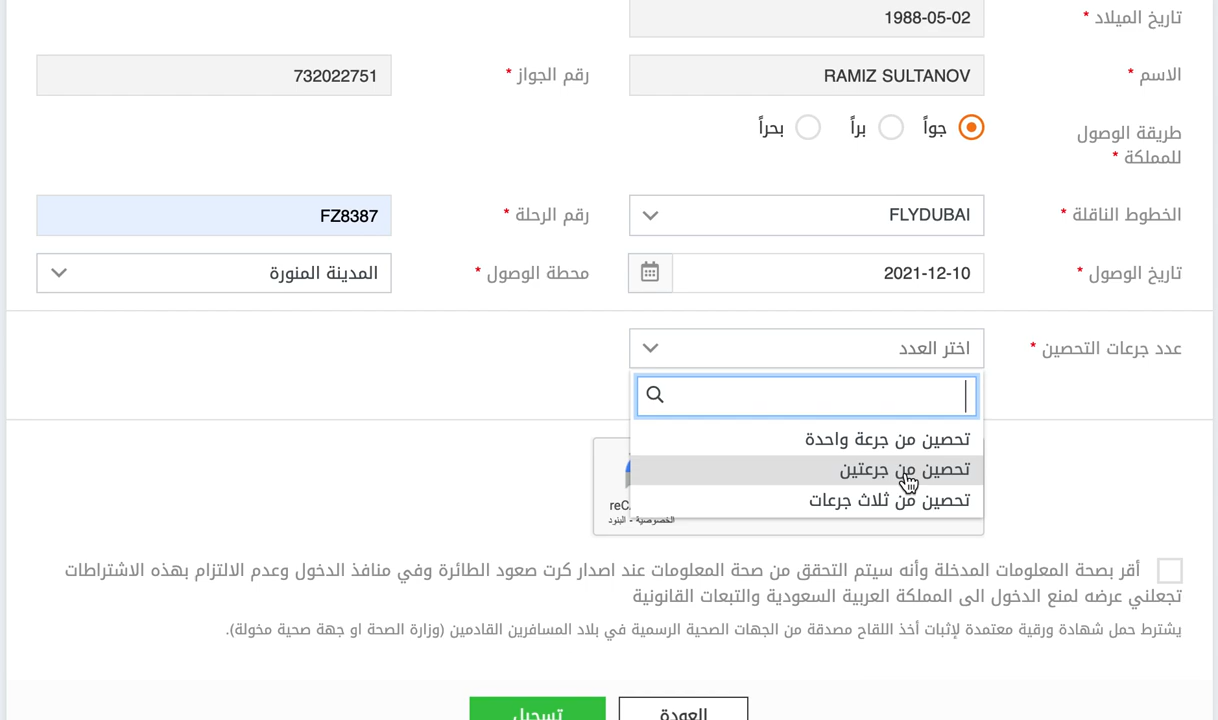 تاريخ الميلاد *
1988-05-02
الاسم *
RAMIZ SULTANOV
رقم الجواز *
732022751
طريقة الوصول
للمملكة *
جواً
براً
بحراً
الخطوط الناقلة *
FLYDUBAI
رقم الرحلة *
FZ8387
تاريخ الوصول *
2021-12-10
محطة الوصول *
المدينة المنورة
عدد جرعات التحصين *
اختر العدد
تحصين من جرعة واحدة
تحصين من جرعتين
تحصين من ثلاث جرعات
الخصوصية - البنود
أقر بصحة المعلومات المدخلة وأنه سيتم التحقق من صحة المعلومات عند اصدار كرت صعود الطائرة وفي منافذ الدخول وعدم الالتزام بهذه الاشتراطات
تجعلني عرضه لمنع الدخول الى المملكة العربية السعودية والتبعات القانونية
يشترط حمل شهادة ورقية معتمدة لإثبات أخذ اللقاح مصدقة من الجهات الصحية الرسمية في بلاد المسافرين القادمين (وزارة الصحة او جهة صحية مخولة).
العودة
تسجيل